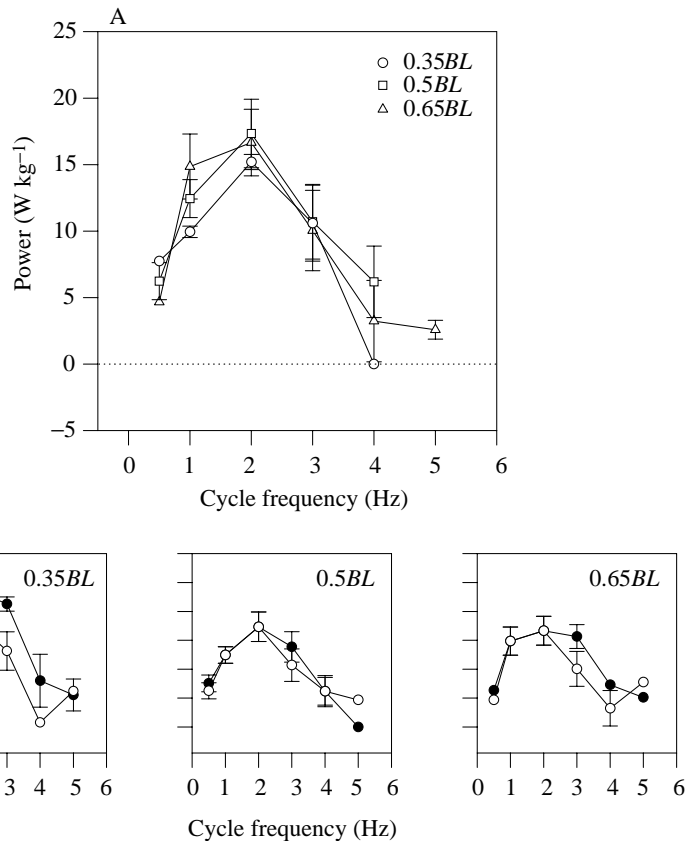 A
25
20
15
10
5
0
−5
Power (W kg−1)
0.35BL
0.5BL
0.65BL
0 1 2 3 4 5 6
Cycle frequency (Hz)
0.35BL
0.5BL
0.65BL
3 4 5 6
0 1 2 3 4 5 6
0 1 2 3 4 5 6
Cycle frequency (Hz)